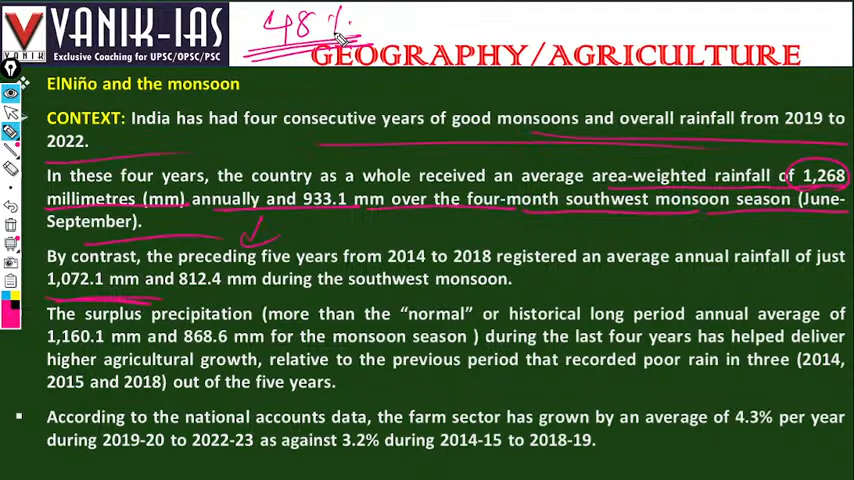 VANIK-IAS
Exclusive Coaching for UPSC/OPSC/PSC
VANIK
48%
GEOGRAPHY/AGRICULTURE
ElNiño and the monsoon
CONTEXT: India has had four consecutive years of good monsoons and overall rainfall from 2019 to
2022.
In these four years, the country as a whole received an average area-weighted rainfall of 1,268
millimetres (mm) annually and 933.1 mm over the four-month southwest monsoon season (June-
September).
By contrast, the preceding five years from 2014 to 2018 registered an average annual rainfall of just
1,072.1 mm and 812.4 mm during the southwest monsoon.
The surplus precipitation (more than the “normal” or historical long period annual average of
1,160.1 mm and 868.6 mm for the monsoon season ) during the last four years has helped deliver
higher agricultural growth, relative to the previous period that recorded poor rain in three (2014,
2015 and 2018) out of the five years.
According to the national accounts data, the farm sector has grown by an average of 4.3% per year
during 2019-20 to 2022-23 as against 3.2% during 2014-15 to 2018-19.